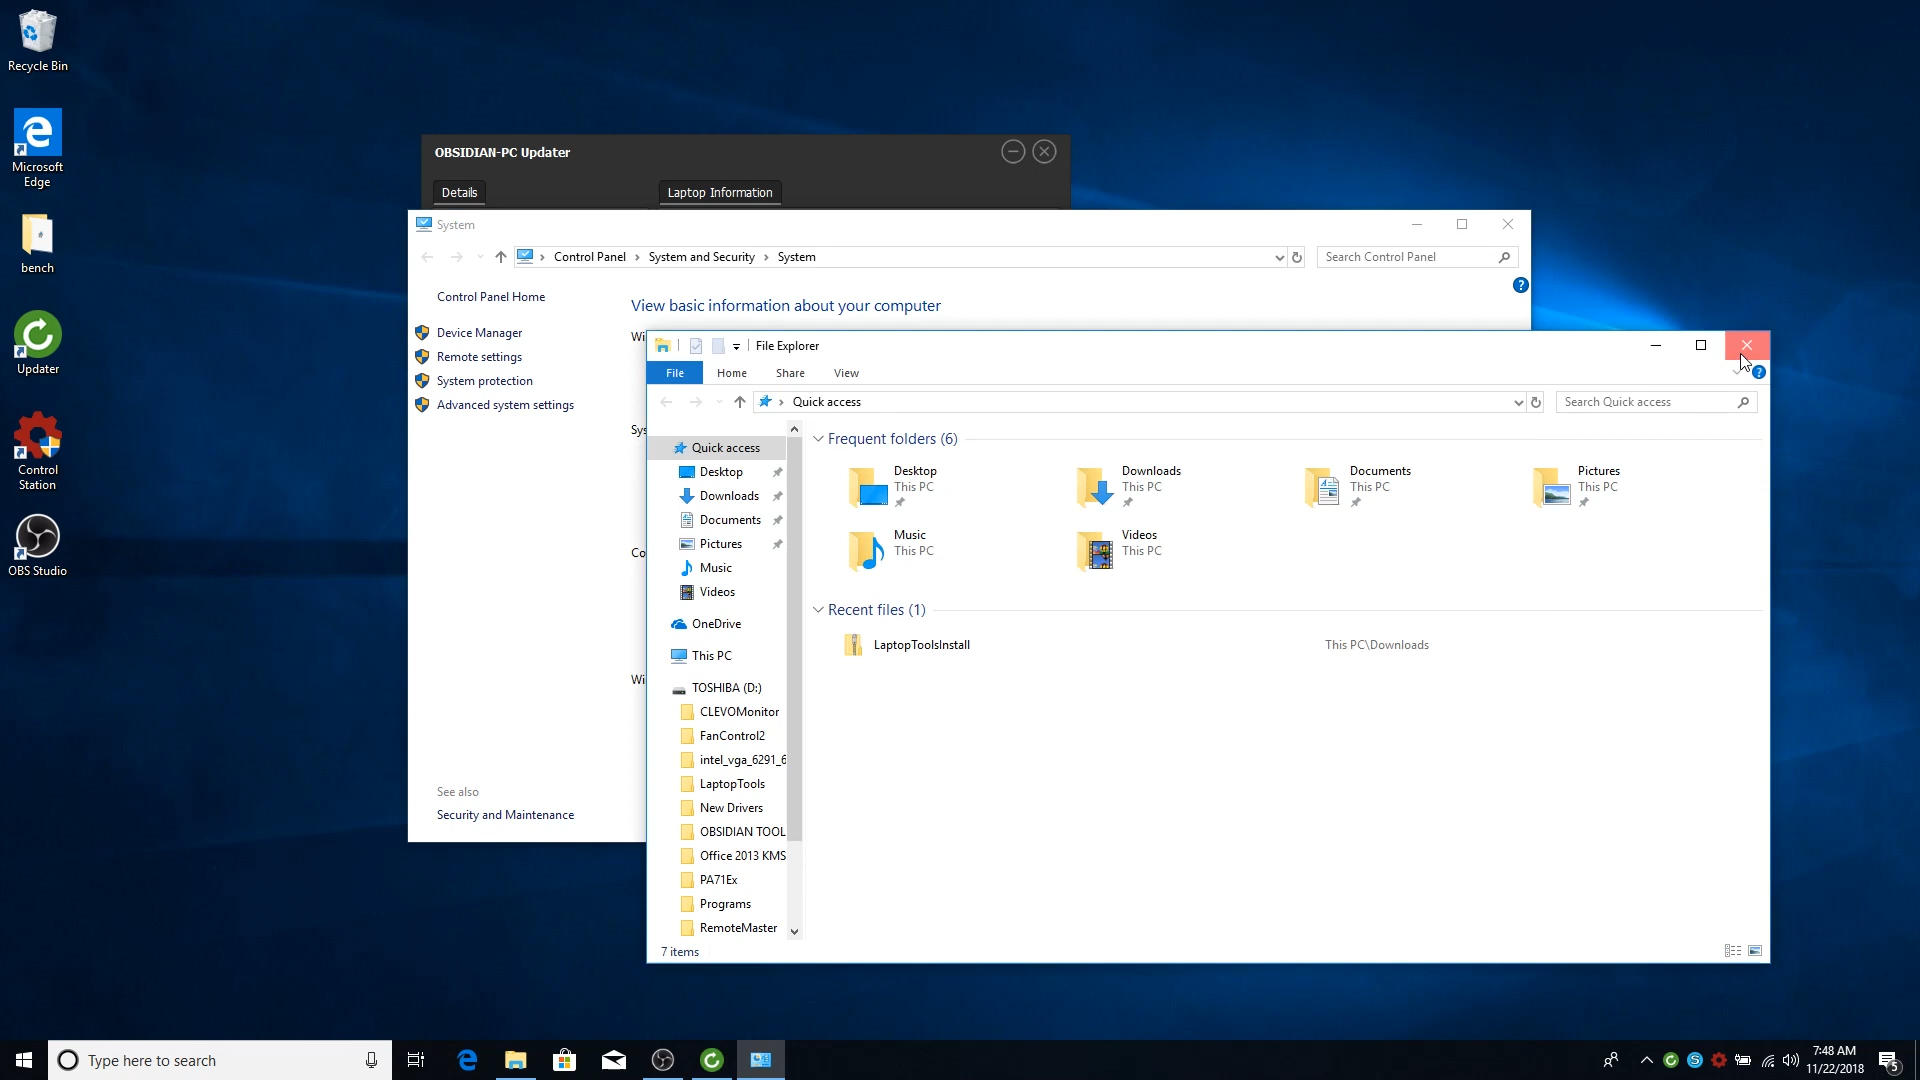 Recycle Bin
Microsoft
Edge
bench
Updater
Control
Station
OBS Studio
OBSIDIAN-PC Updater
Details
Laptop Information
System
Control Panel
System and Security
System
Search Control Panel
Control Panel Home
Device Manager
Remote settings
System protection
Advanced system settings
See also
Security and Maintenance
View basic information about your computer
Wi
Sys
Co
Wi
File Explorer
File
Home
Share
View
Quick access
Search Quick access
Quick access
Desktop
Downloads
Documents
Pictures
Music
Videos
OneDrive
This PC
TOSHIBA (D:)
CLEVOMonitor
FanControl2
intel_vga_6291_6
LaptopTools
New Drivers
OBSIDIAN TOOL
Office 2013 KMS
PA71Ex
Programs
RemoteMaster
Frequent folders (6)
Desktop
This PC
Downloads
This PC
Documents
This PC
Pictures
This PC
Music
This PC
Videos
This PC
Recent files (1)
LaptopToolsInstall
This PC\Downloads
7 items
Type here to search
7:48 AM
11/22/2018
5